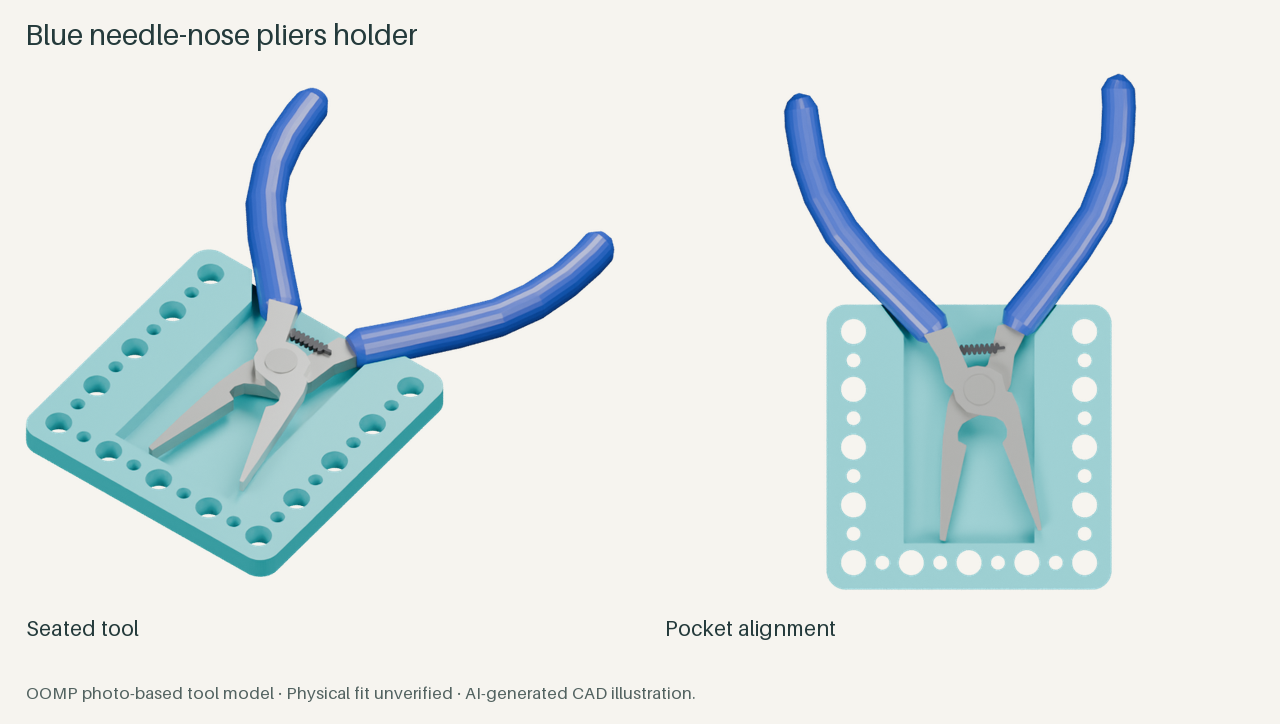 Blue needle-nose pliers holder
Seated tool
Pocket alignment
OOMP photo-based tool model · Physical fit unverified · AI-generated CAD illustration.